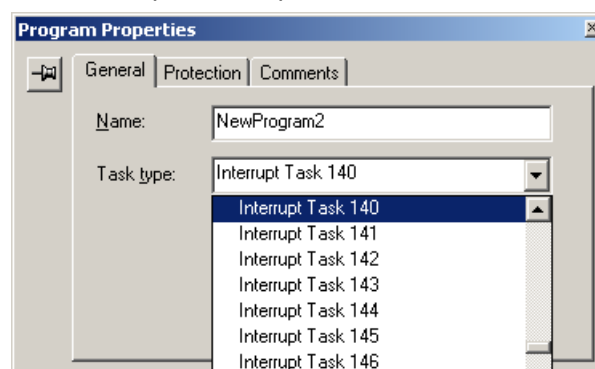 Program Properties
General Protection Comments
Name: NewProgram2
Task type: Interrupt Task 140
Interrupt Task 140
Interrupt Task 141
Interrupt Task 142
Interrupt Task 143
Interrupt Task 144
Interrupt Task 145
Interrupt Task 146